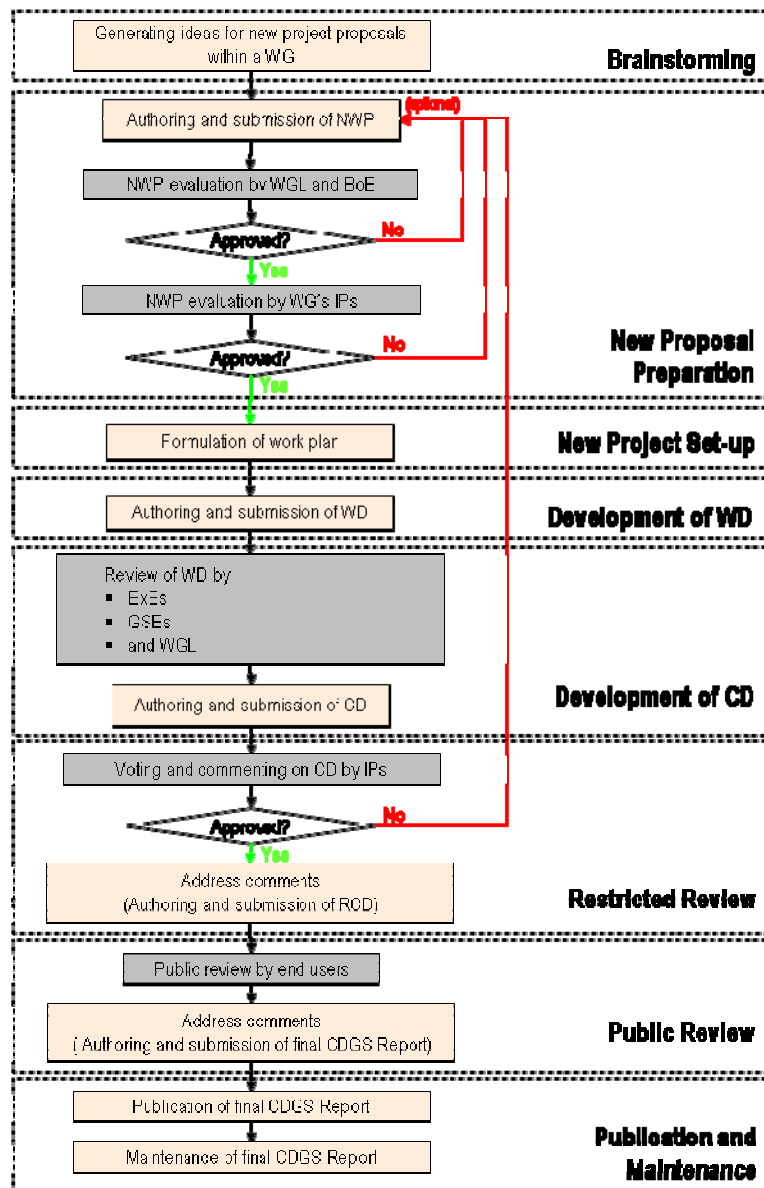 Generating ideas for new project proposals
within a WG
Brainstorming
(optional)
Authoring and submission of NWP
NWP evaluation by WGL and BoE
Approved?
No
Yes
NWP evaluation by WG's IPs
Approved?
No
Yes
New Proposal
Preparation
Formulation of work plan
New Project Set-up
Authoring and submission of WD
Development of WD
Review of WD by
▪ ExEs
▪ GSEs
▪ and WGL
Authoring and submission of CD
Development of CD
Voting and commenting on CD by IPs
Approved?
No
Yes
Address comments
(Authoring and submission of RCD)
Restricted Review
Public review by end users
Address comments
( Authoring and submission of final CDGS Report)
Public Review
Publication of final CDGS Report
Maintenance of final CDGS Report
Publication and
Maintenance